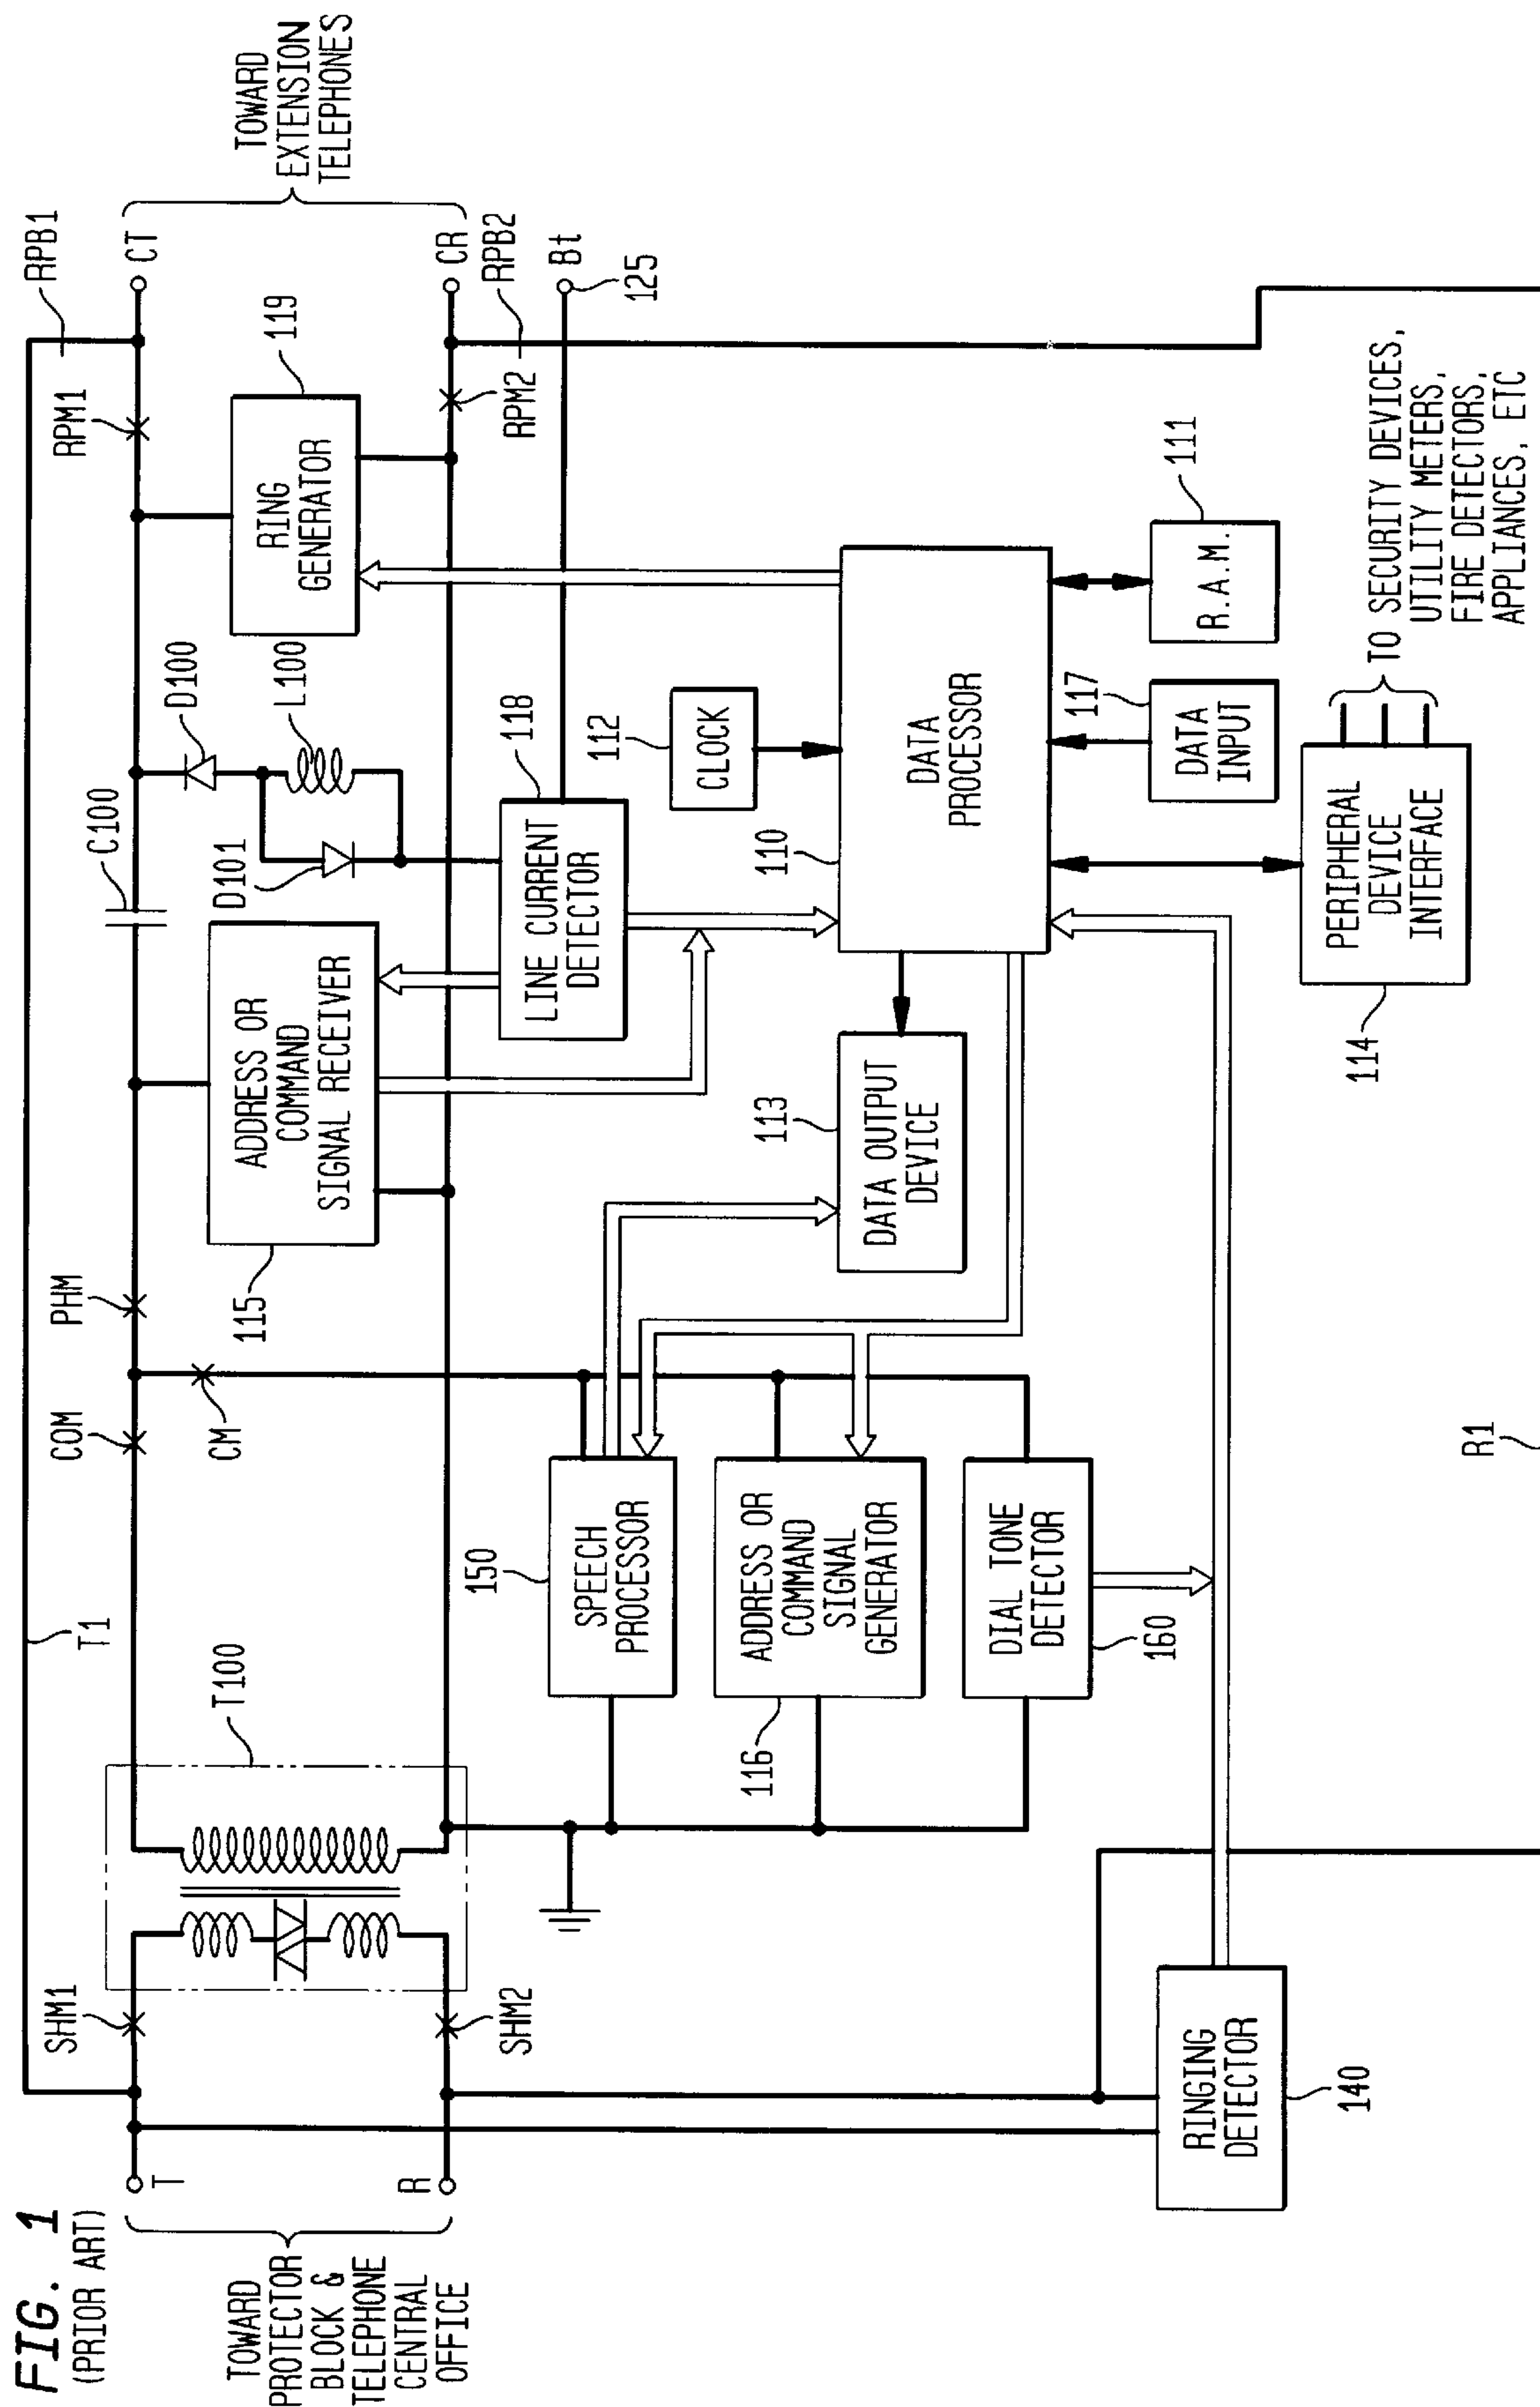 FIG. 1
(PRIOR ART)
TOWARD
PROTECTOR
BLOCK &
TELEPHONE
CENTRAL
OFFICE
T
R
SHM1
SHM2
T1
T100
COM
CM
PHM
C100
D100
D101
L100
RPM1
RPB1
CT
CR
RPM2
RPB2
Bt
125
TOWARD
EXTENSION
TELEPHONES
ADDRESS OR
COMMAND
SIGNAL RECEIVER
115
RING
GENERATOR
119
LINE CURRENT
DETECTOR
118
SPEECH
PROCESSOR
150
ADDRESS OR
COMMAND
SIGNAL
GENERATOR
116
DIAL TONE
DETECTOR
160
DATA OUTPUT
DEVICE
113
CLOCK
112
DATA
PROCESSOR
110
R.A.M.
111
DATA
INPUT
117
PERIPHERAL
DEVICE
INTERFACE
114
TO SECURITY DEVICES,
UTILITY METERS,
FIRE DETECTORS,
APPLIANCES, ETC
RINGING
DETECTOR
140
R1